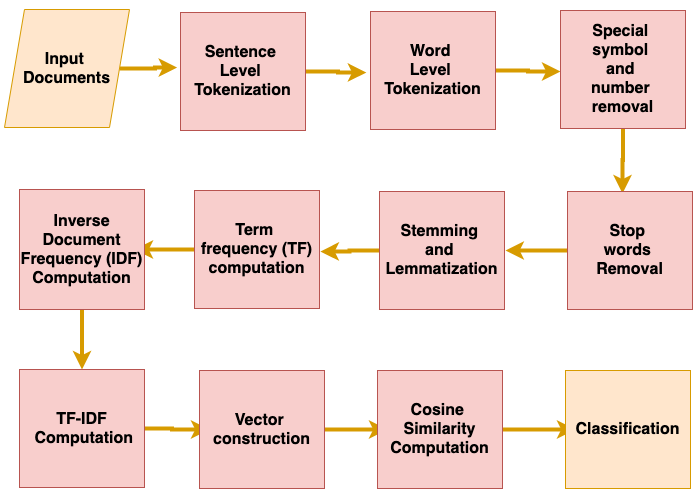 Input
Documents
Sentence
Level
Tokenization
Word
Level
Tokenization
Special
symbol
and
number
removal
Inverse
Document
Frequency (IDF)
Computation
Term
frequency (TF)
computation
Stemming
and
Lemmatization
Stop
words
Removal
TF-IDF
Computation
Vector
construction
Cosine
Similarity
Computation
Classification